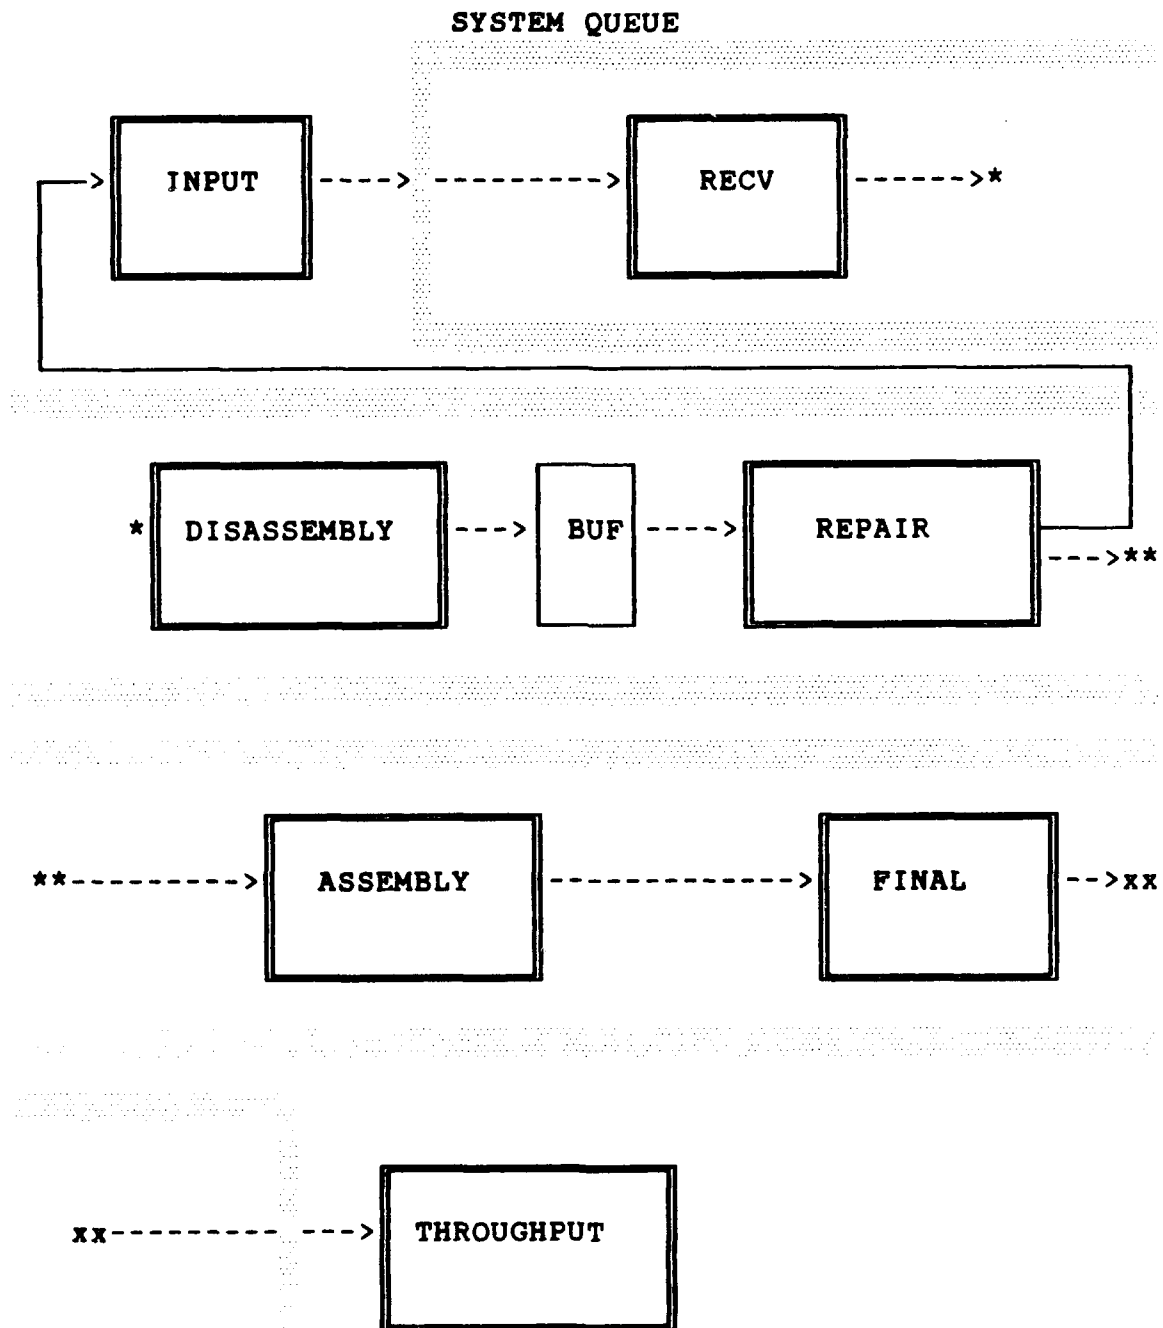 SYSTEM QUEUE
INPUT ----> ---------> RECV ------>*
* DISASSEMBLY ---> BUF ----> REPAIR
--->**
**---------> ASSEMBLY -------------> FINAL -->xx
xx--------- ---> THROUGHPUT